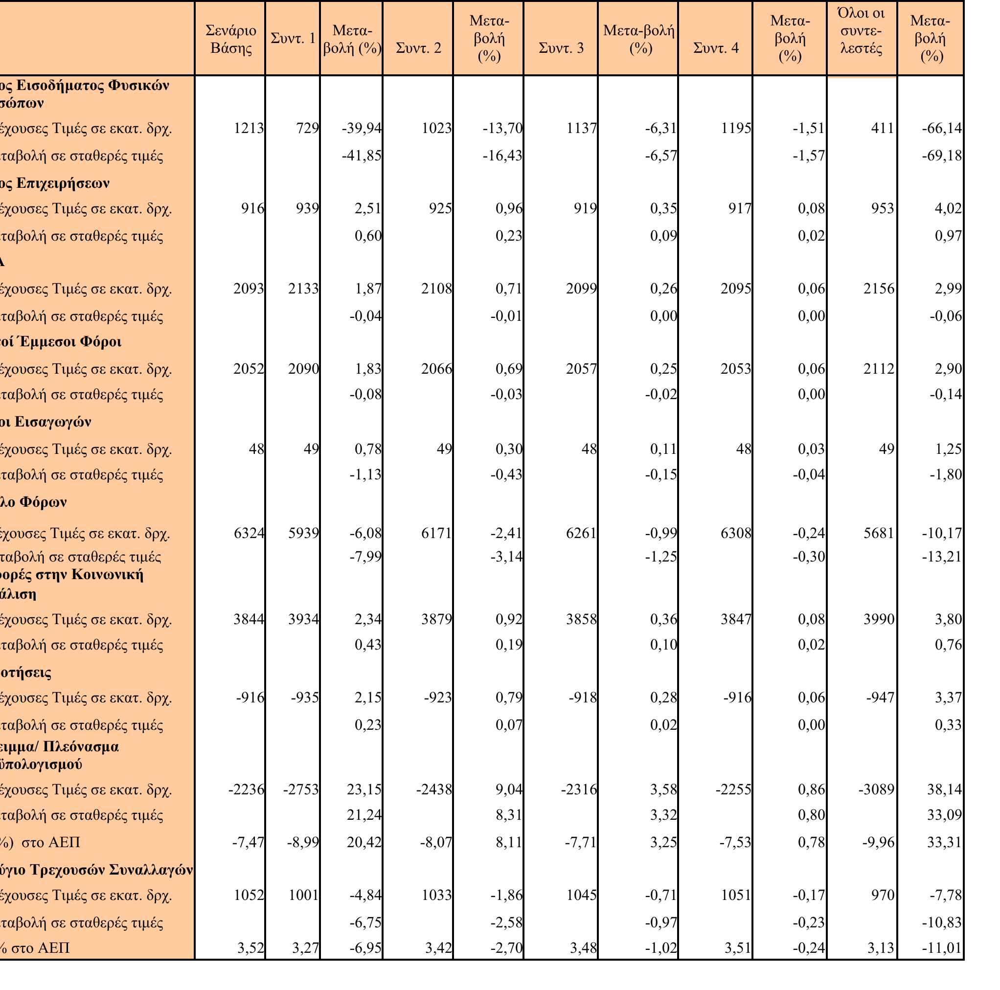 Σενάριο Βάσης Συντ. 1 Μετα-βολή (%) Συντ. 2 Μετα-βολή (%) Συντ. 3 Μετα-βολή (%) Συντ. 4 Μετα-βολή (%) Όλοι οι συντε-λεστές Μετα-βολή (%)
ος Εισοδήματος Φυσικών
σώπων
έχουσες Τιμές σε εκατ. δρχ. 1213 729 -39,94 1023 -13,70 1137 -6,31 1195 -1,51 411 -66,14
ταβολή σε σταθερές τιμές -41,85 -16,43 -6,57 -1,57 -69,18
ος Επιχειρήσεων
έχουσες Τιμές σε εκατ. δρχ. 916 939 2,51 925 0,96 919 0,35 917 0,08 953 4,02
ταβολή σε σταθερές τιμές 0,60 0,23 0,09 0,02 0,97
Α
έχουσες Τιμές σε εκατ. δρχ. 2093 2133 1,87 2108 0,71 2099 0,26 2095 0,06 2156 2,99
ταβολή σε σταθερές τιμές -0,04 -0,01 0,00 0,00 -0,06
τοί Έμμεσοι Φόροι
έχουσες Τιμές σε εκατ. δρχ. 2052 2090 1,83 2066 0,69 2057 0,25 2053 0,06 2112 2,90
ταβολή σε σταθερές τιμές -0,08 -0,03 -0,02 0,00 -0,14
οι Εισαγωγών
έχουσες Τιμές σε εκατ. δρχ. 48 49 0,78 49 0,30 48 0,11 48 0,03 49 1,25
ταβολή σε σταθερές τιμές -1,13 -0,43 -0,15 -0,04 -1,80
λο Φόρων
έχουσες Τιμές σε εκατ. δρχ. 6324 5939 -6,08 6171 -2,41 6261 -0,99 6308 -0,24 5681 -10,17
ταβολή σε σταθερές τιμές -7,99 -3,14 -1,25 -0,30 -13,21
φορές στην Κοινωνική
άλιση
έχουσες Τιμές σε εκατ. δρχ. 3844 3934 2,34 3879 0,92 3858 0,36 3847 0,08 3990 3,80
ταβολή σε σταθερές τιμές 0,43 0,19 0,10 0,02 0,76
οτήσεις
έχουσες Τιμές σε εκατ. δρχ. -916 -935 2,15 -923 0,79 -918 0,28 -916 0,06 -947 3,37
ταβολή σε σταθερές τιμές 0,23 0,07 0,02 0,00 0,33
ειμμα/ Πλεόνασμα
ϋπολογισμού
έχουσες Τιμές σε εκατ. δρχ. -2236 -2753 23,15 -2438 9,04 -2316 3,58 -2255 0,86 -3089 38,14
ταβολή σε σταθερές τιμές 21,24 8,31 3,32 0,80 33,09
%) στο ΑΕΠ -7,47 -8,99 20,42 -8,07 8,11 -7,71 3,25 -7,53 0,78 -9,96 33,31
ύγιο Τρεχουσών Συναλλαγών
έχουσες Τιμές σε εκατ. δρχ. 1052 1001 -4,84 1033 -1,86 1045 -0,71 1051 -0,17 970 -7,78
ταβολή σε σταθερές τιμές -6,75 -2,58 -0,97 -0,23 -10,83
% στο ΑΕΠ 3,52 3,27 -6,95 3,42 -2,70 3,48 -1,02 3,51 -0,24 3,13 -11,01